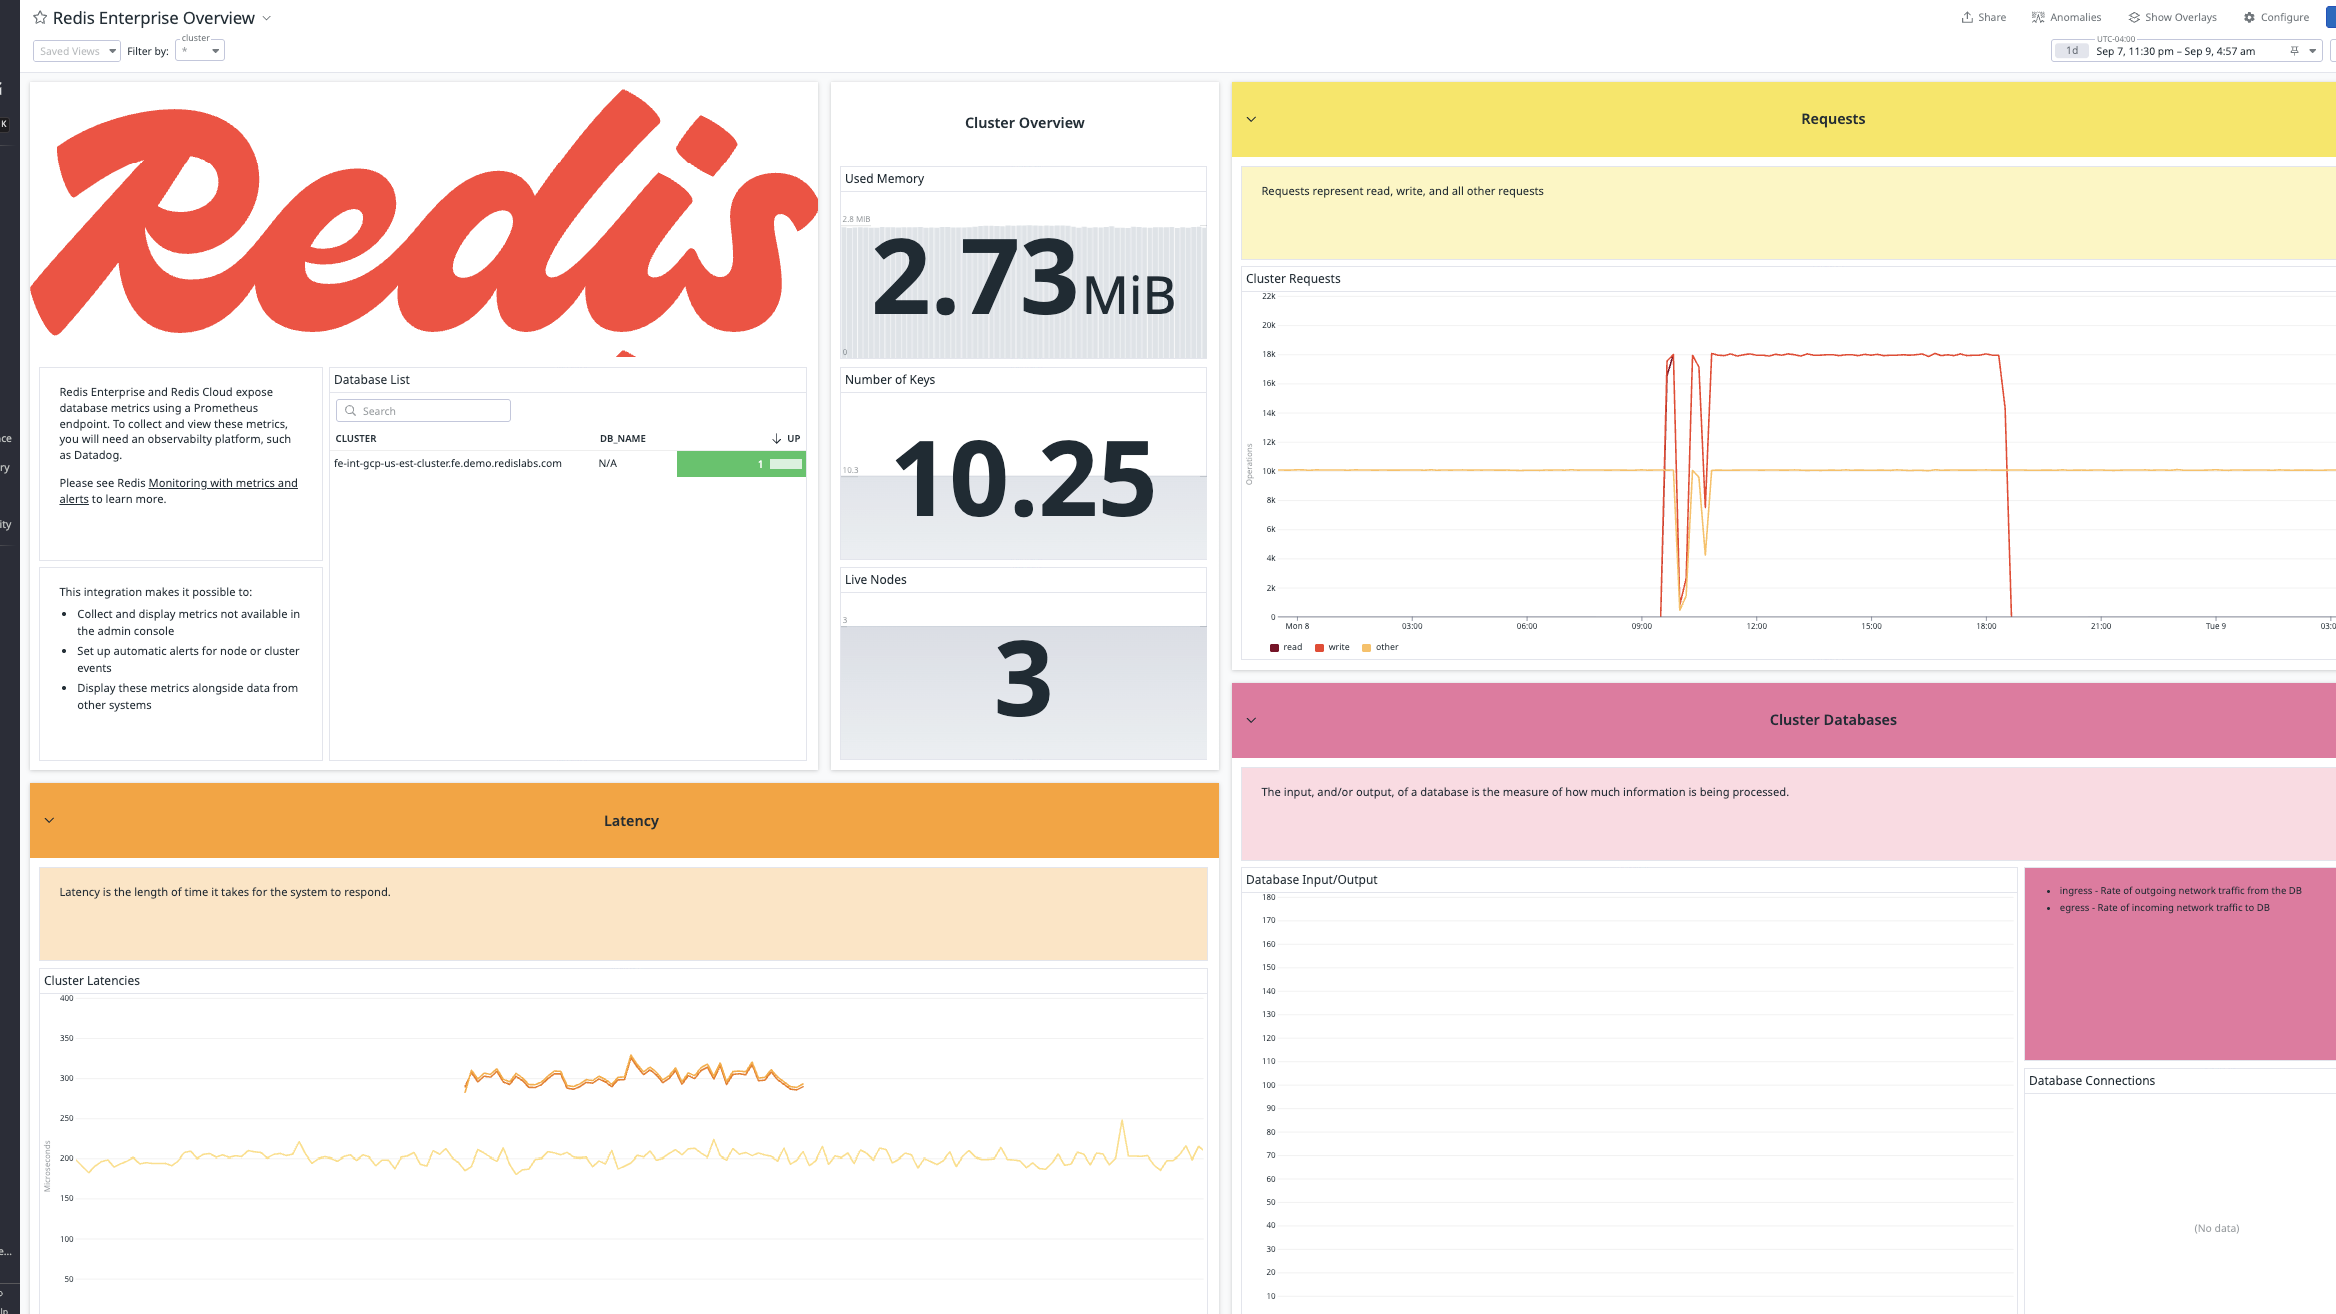 Redis Enterprise Overview
Share
Anomalies
Show Overlays
Configure
Saved Views
Filter by:
cluster
*
UTC-04:00
1d
Sep 7, 11:30 pm – Sep 9, 4:57 am
K
Redis
Redis Enterprise and Redis Cloud expose
database metrics using a Prometheus
endpoint. To collect and view these metrics,
you will need an observabilty platform, such
as Datadog.
Please see Redis Monitoring with metrics and
alerts to learn more.
This integration makes it possible to:
• Collect and display metrics not available in
the admin console
• Set up automatic alerts for node or cluster
events
• Display these metrics alongside data from
other systems
Database List
Search
CLUSTER DB_NAME UP
fe-int-gcp-us-est-cluster.fe.demo.redislabs.com N/A 1
Cluster Overview
Used Memory
2.8 MiB
2.73 MiB
0
Number of Keys
10.3
10.25
Live Nodes
3
3
Requests
Requests represent read, write, and all other requests
Cluster Requests
22k
20k
18k
16k
14k
12k
10k
8k
6k
4k
2k
0
Operations
Mon 8 03:00 06:00 09:00 12:00 15:00 18:00 21:00 Tue 9 03:0
read write other
Latency
Latency is the length of time it takes for the system to respond.
Cluster Latencies
400
350
300
250
200
150
100
50
Microseconds
Cluster Databases
The input, and/or output, of a database is the measure of how much information is being processed.
Database Input/Output
180
170
160
150
140
130
120
110
100
90
80
70
60
50
40
30
20
10
• ingress - Rate of outgoing network traffic from the DB
• egress - Rate of incoming network traffic to DB
Database Connections
(No data)